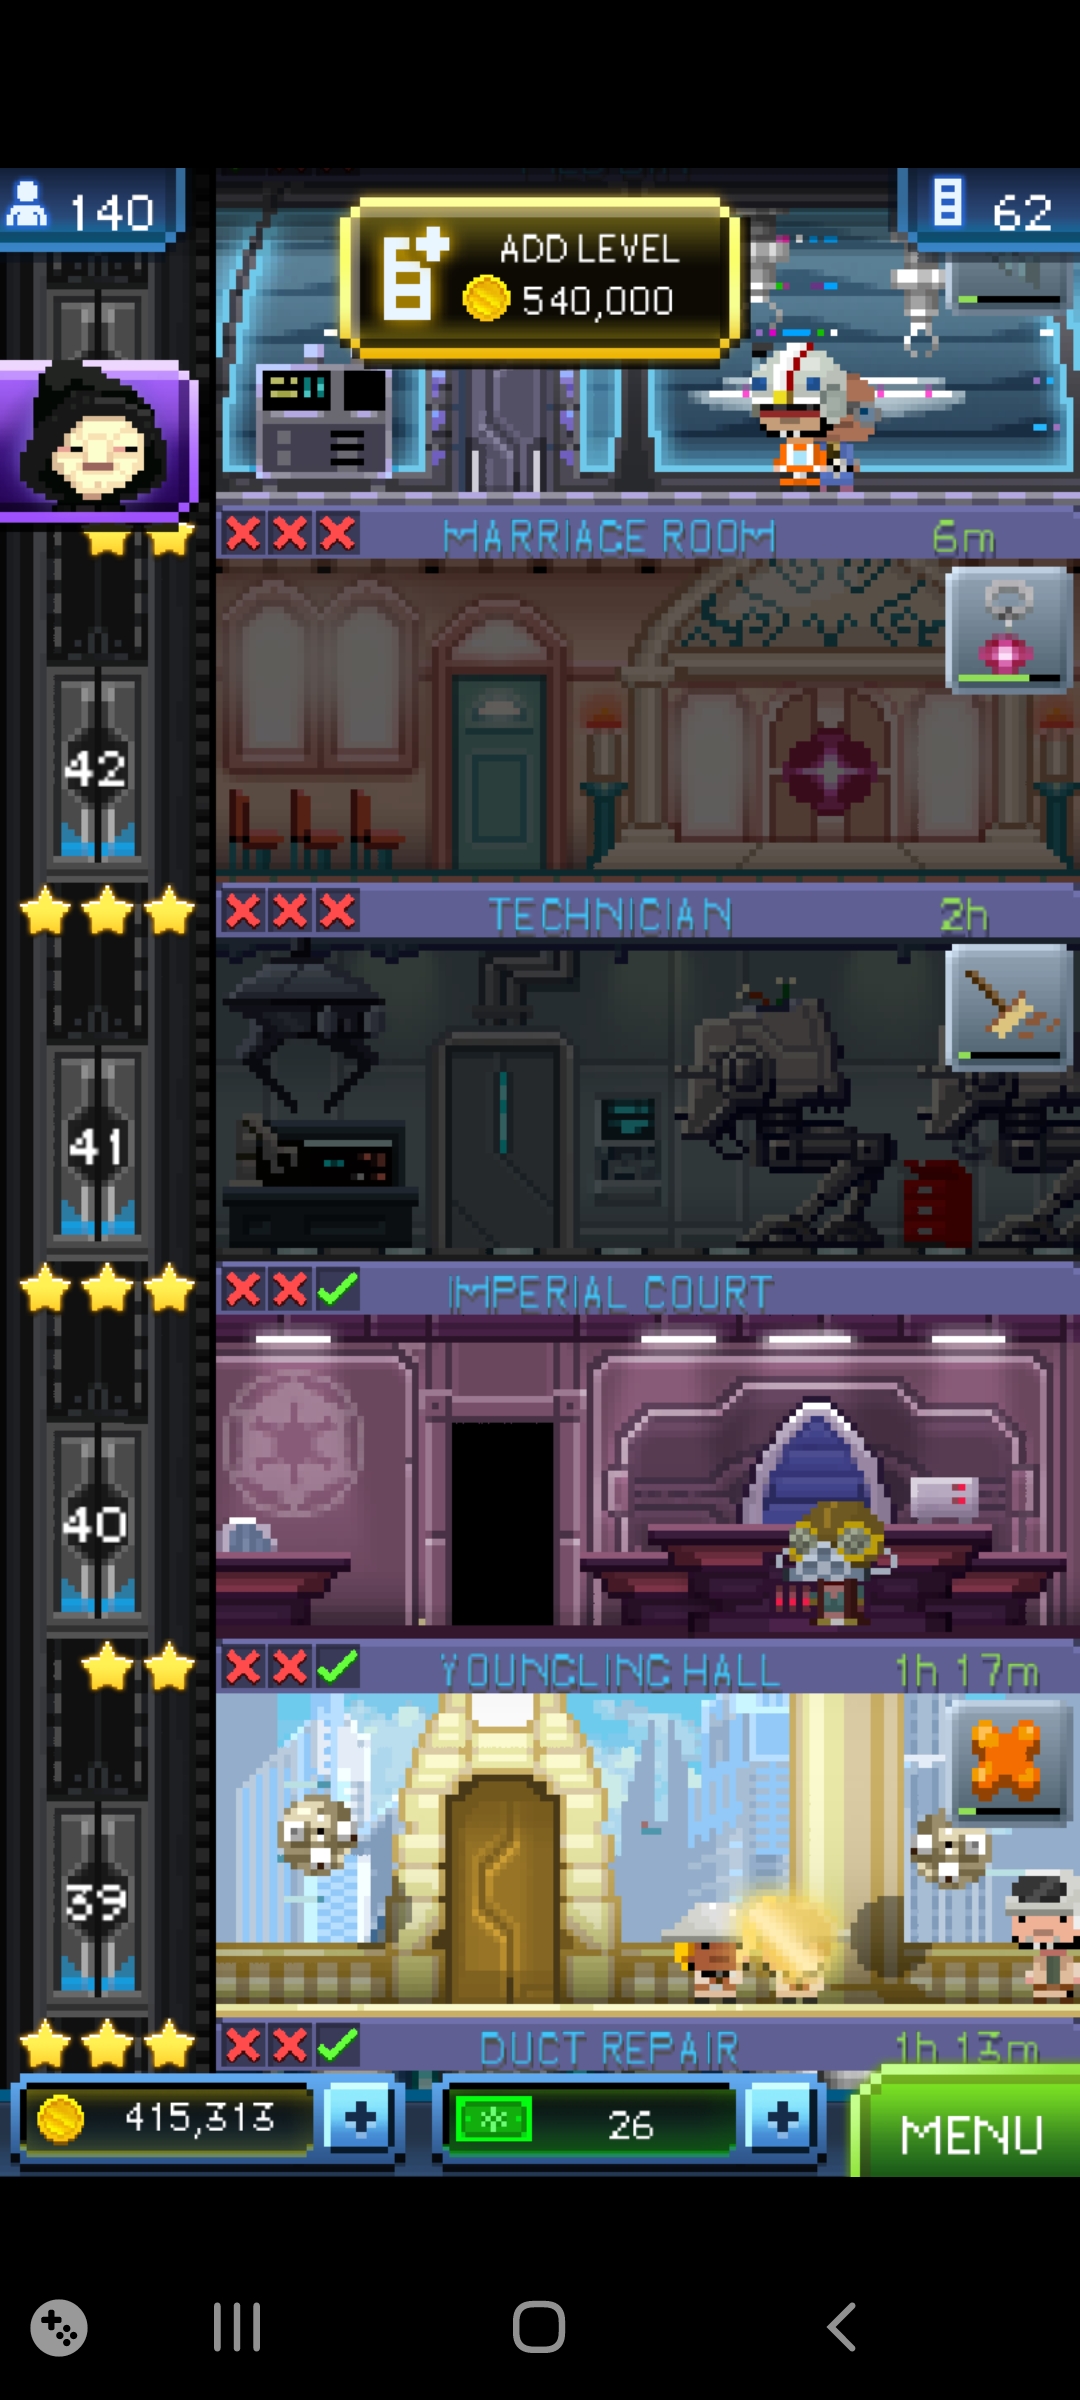 140
62
ADD LEVEL
540,000
MARRIAGE ROOM
6m
42
TECHNICIAN
2h
41
IMPERIAL COURT
40
YOUNGLING HALL
1h 17m
39
DUCT REPAIR
1h 13m
415,313
26
MENU